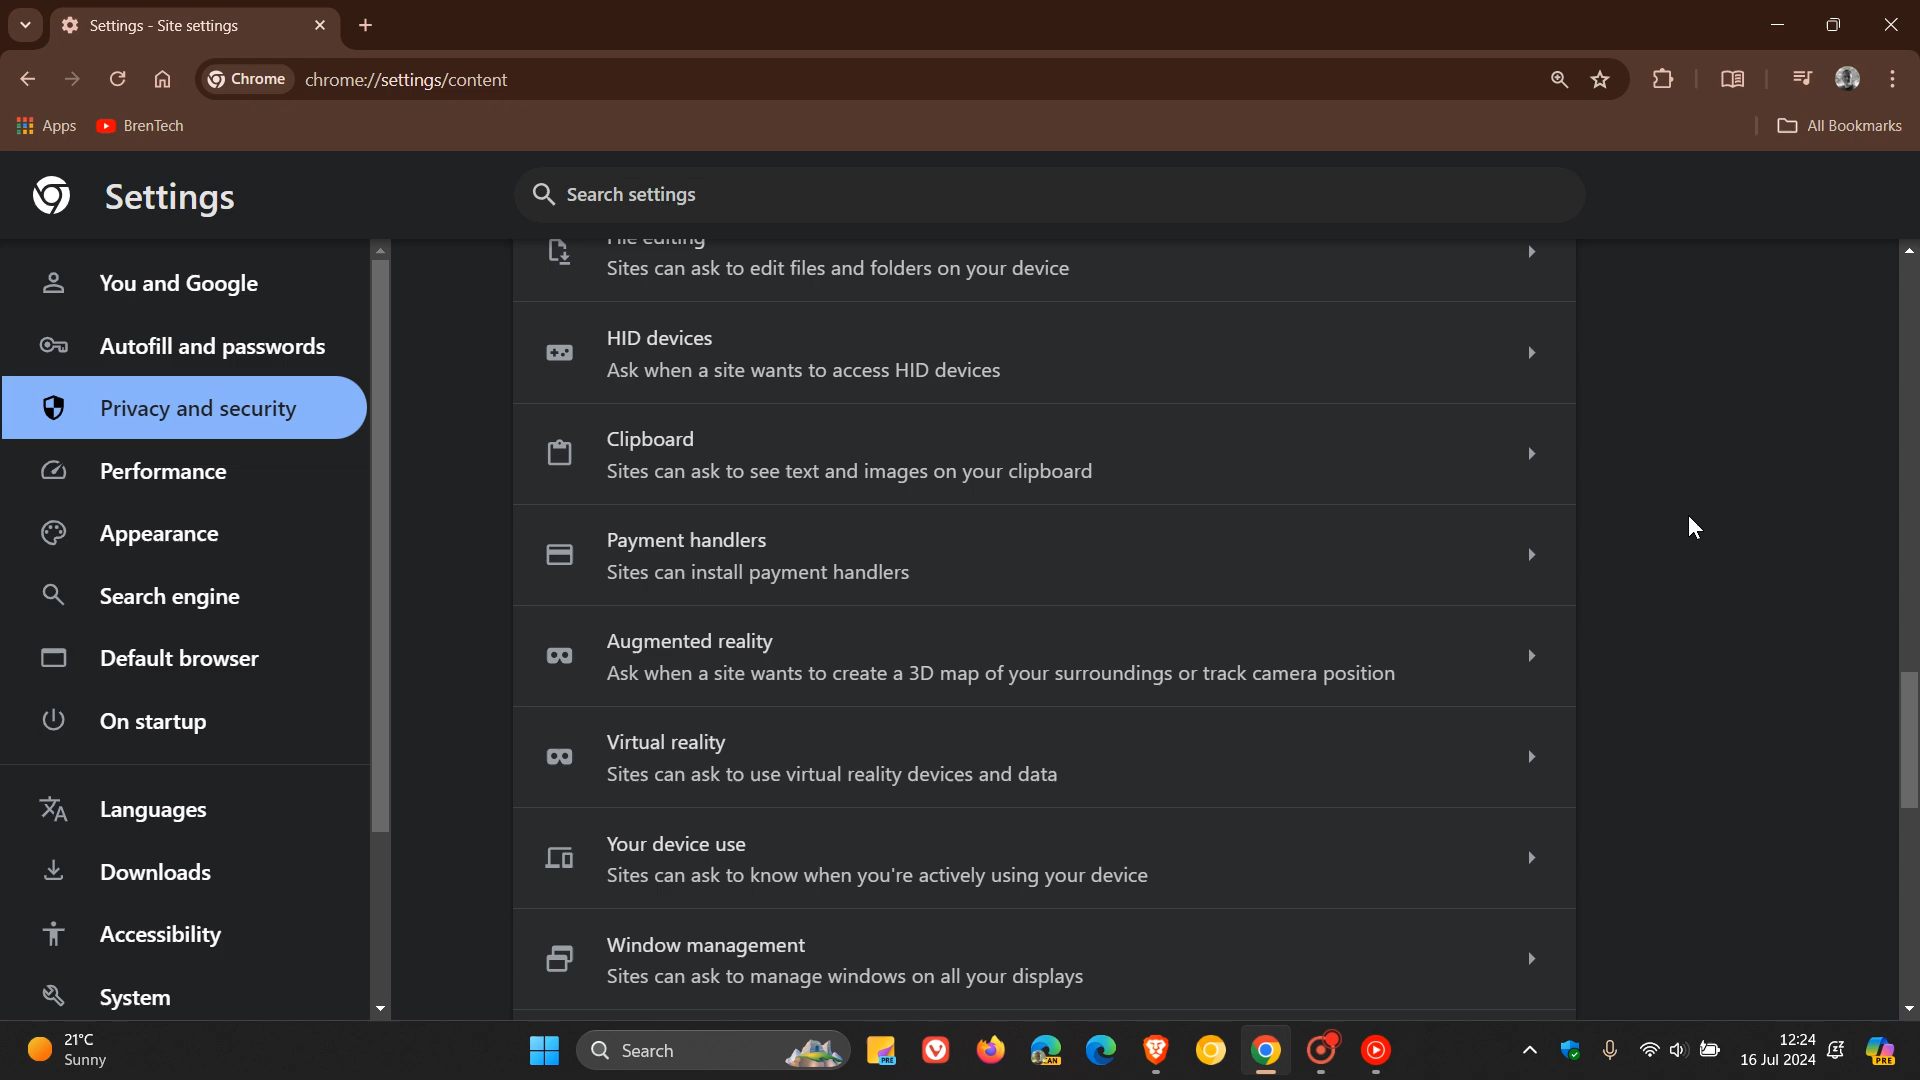 Settings - Site settings
Chrome
chrome://settings/content
Apps
BrenTech
All Bookmarks
Settings
Search settings
You and Google
Autofill and passwords
Privacy and security
Performance
Appearance
Search engine
Default browser
On startup
Languages
Downloads
Accessibility
System
File editing
Sites can ask to edit files and folders on your device
HID devices
Ask when a site wants to access HID devices
Clipboard
Sites can ask to see text and images on your clipboard
Payment handlers
Sites can install payment handlers
Augmented reality
Ask when a site wants to create a 3D map of your surroundings or track camera position
Virtual reality
Sites can ask to use virtual reality devices and data
Your device use
Sites can ask to know when you're actively using your device
Window management
Sites can ask to manage windows on all your displays
21°C
Sunny
Search
PRE
CAN
12:24
16 Jul 2024
PRE